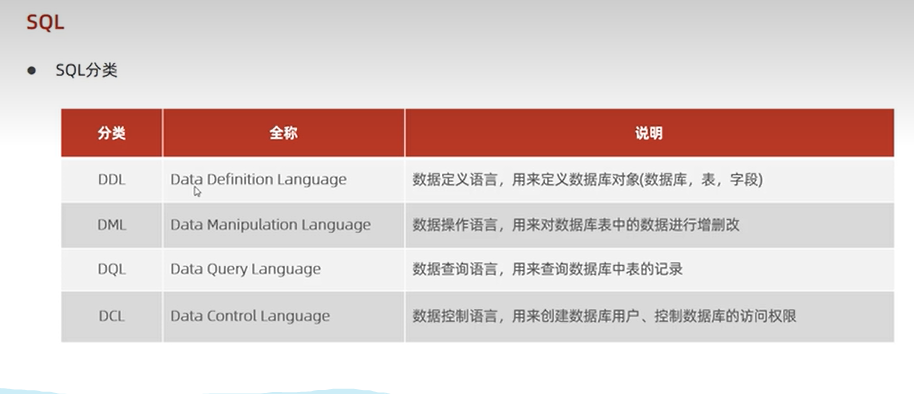 SQL
● SQL分类
分类 全称 说明
DDL Data Definition Language 数据定义语言，用来定义数据库对象(数据库，表，字段)
DML Data Manipulation Language 数据操作语言，用来对数据库表中的数据进行增删改
DQL Data Query Language 数据查询语言，用来查询数据库中表的记录
DCL Data Control Language 数据控制语言，用来创建数据库用户、控制数据库的访问权限